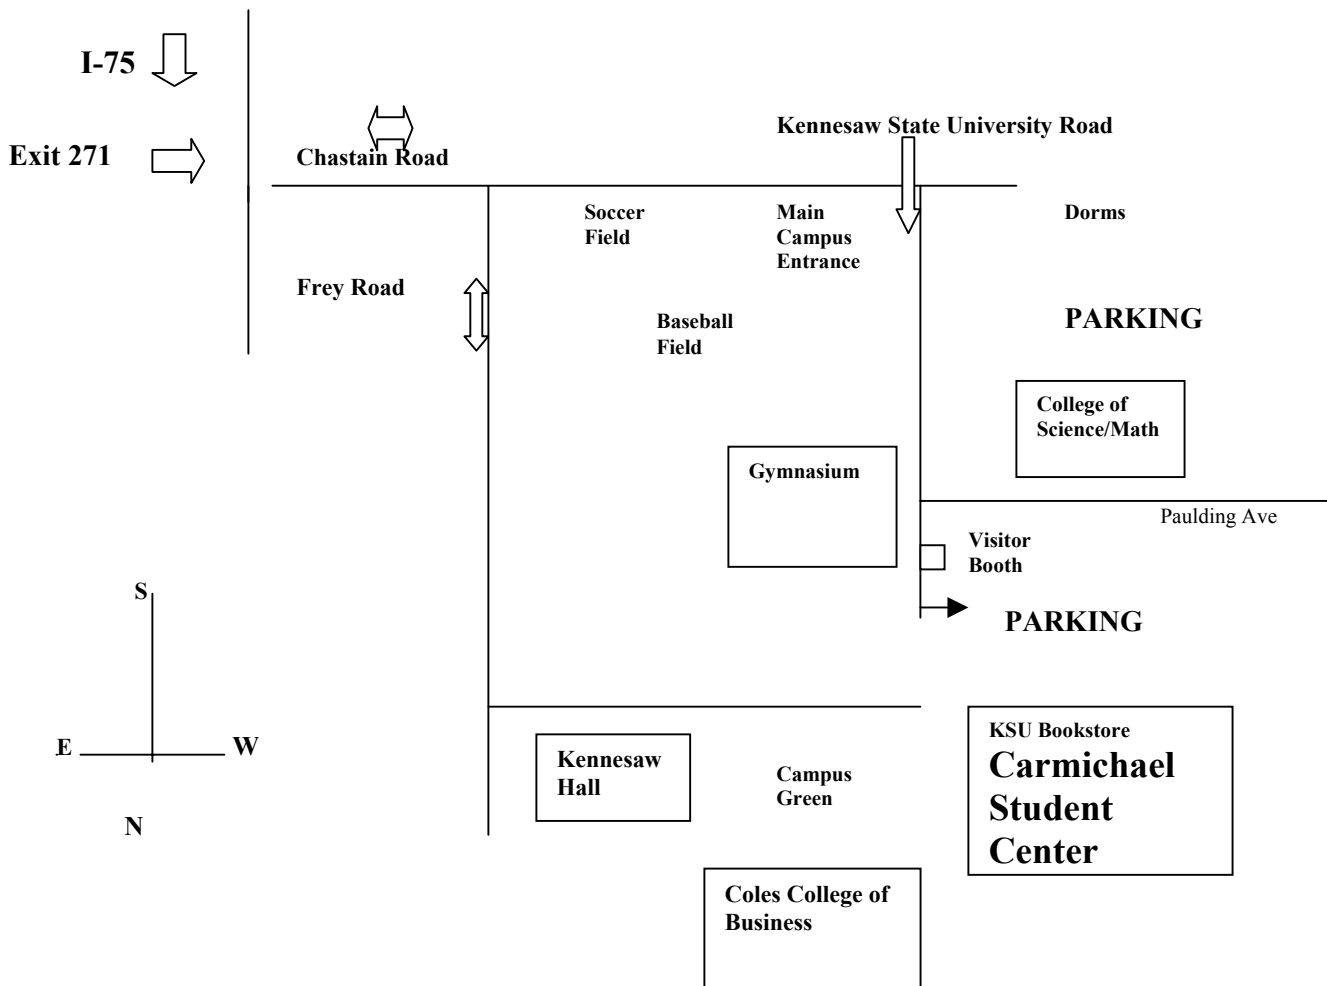 I-75
Exit 271
Chastain Road
Kennesaw State University Road
Soccer
Field
Main
Campus
Entrance
Dorms
Frey Road
Baseball
Field
PARKING
College of
Science/Math
Gymnasium
Paulding Ave
Visitor
Booth
PARKING
S
E
W
N
Kennesaw
Hall
Campus
Green
KSU Bookstore
Carmichael
Student
Center
Coles College of
Business